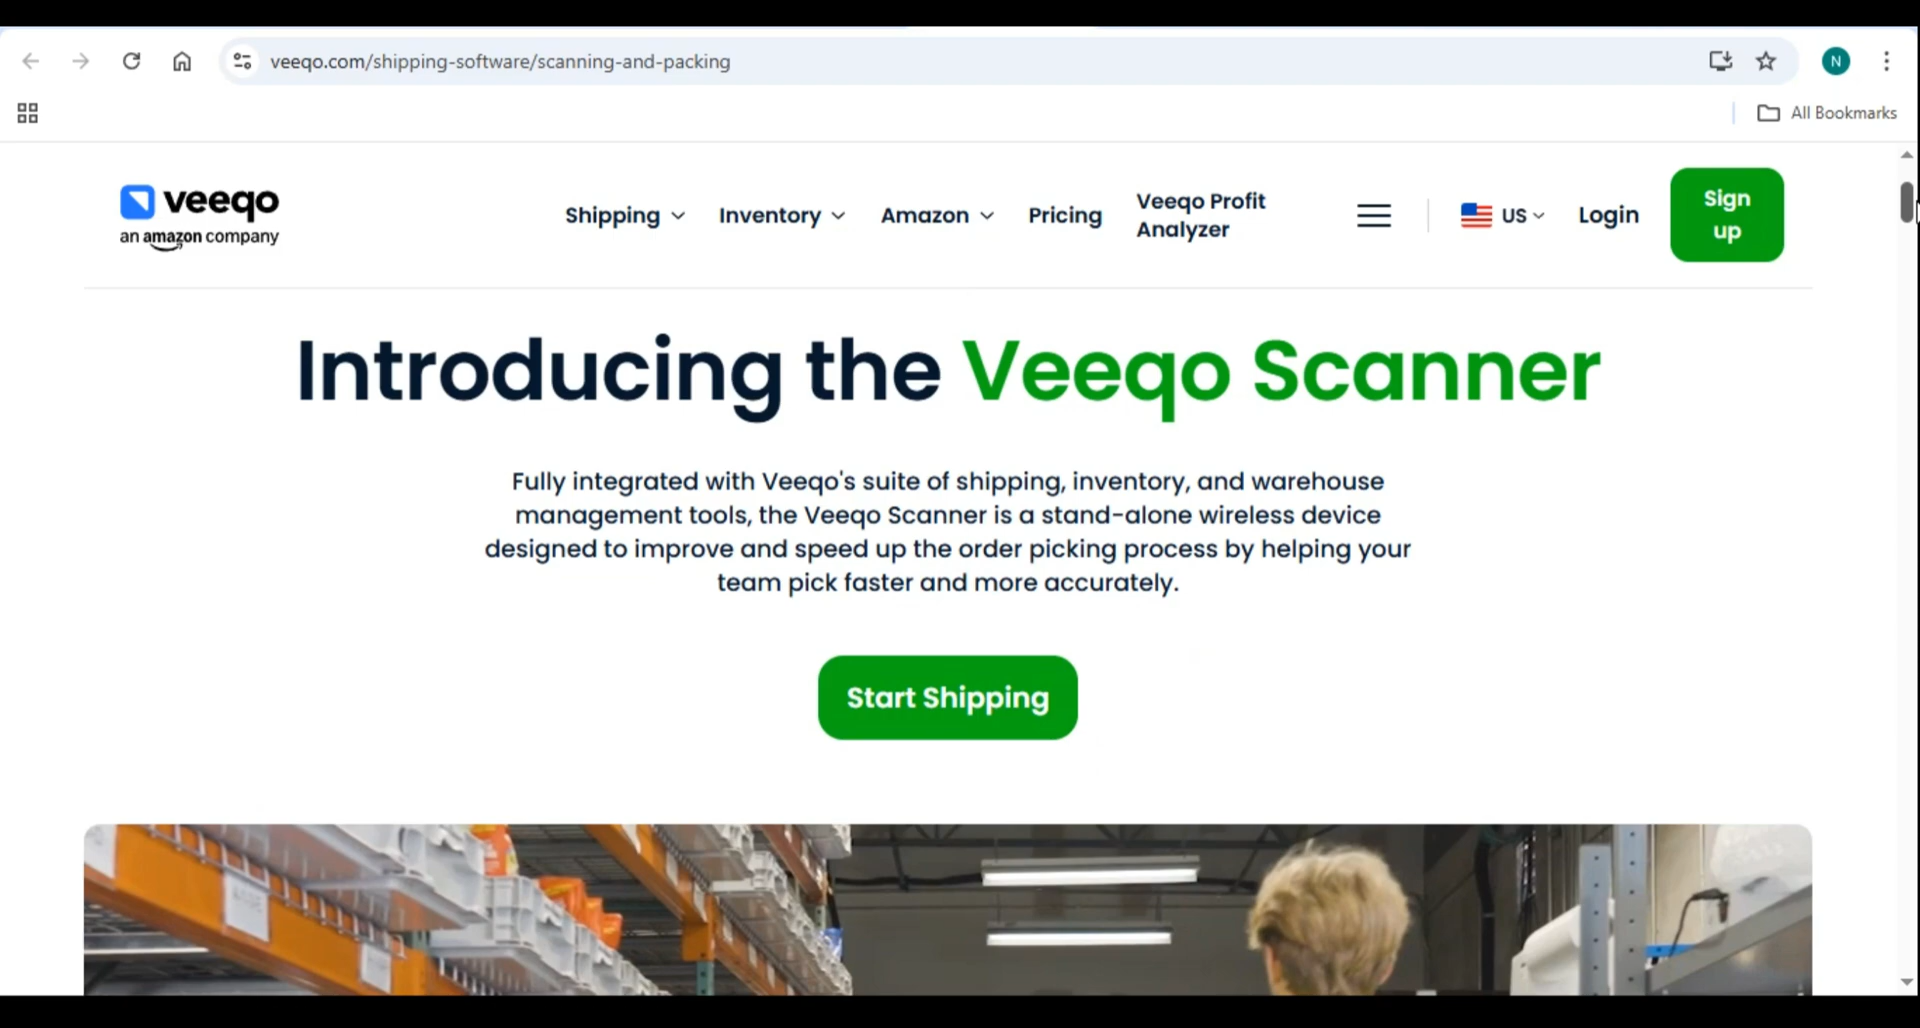 veeqo.com/shipping-software/scanning-and-packing
N
All Bookmarks
veeqo
an amazon company
Shipping
Inventory
Amazon
Pricing
Veeqo Profit
Analyzer
US
Login
Sign
up
Introducing the Veeqo Scanner
Fully integrated with Veeqo's suite of shipping, inventory, and warehouse
management tools, the Veeqo Scanner is a stand-alone wireless device
designed to improve and speed up the order picking process by helping your
team pick faster and more accurately.
Start Shipping